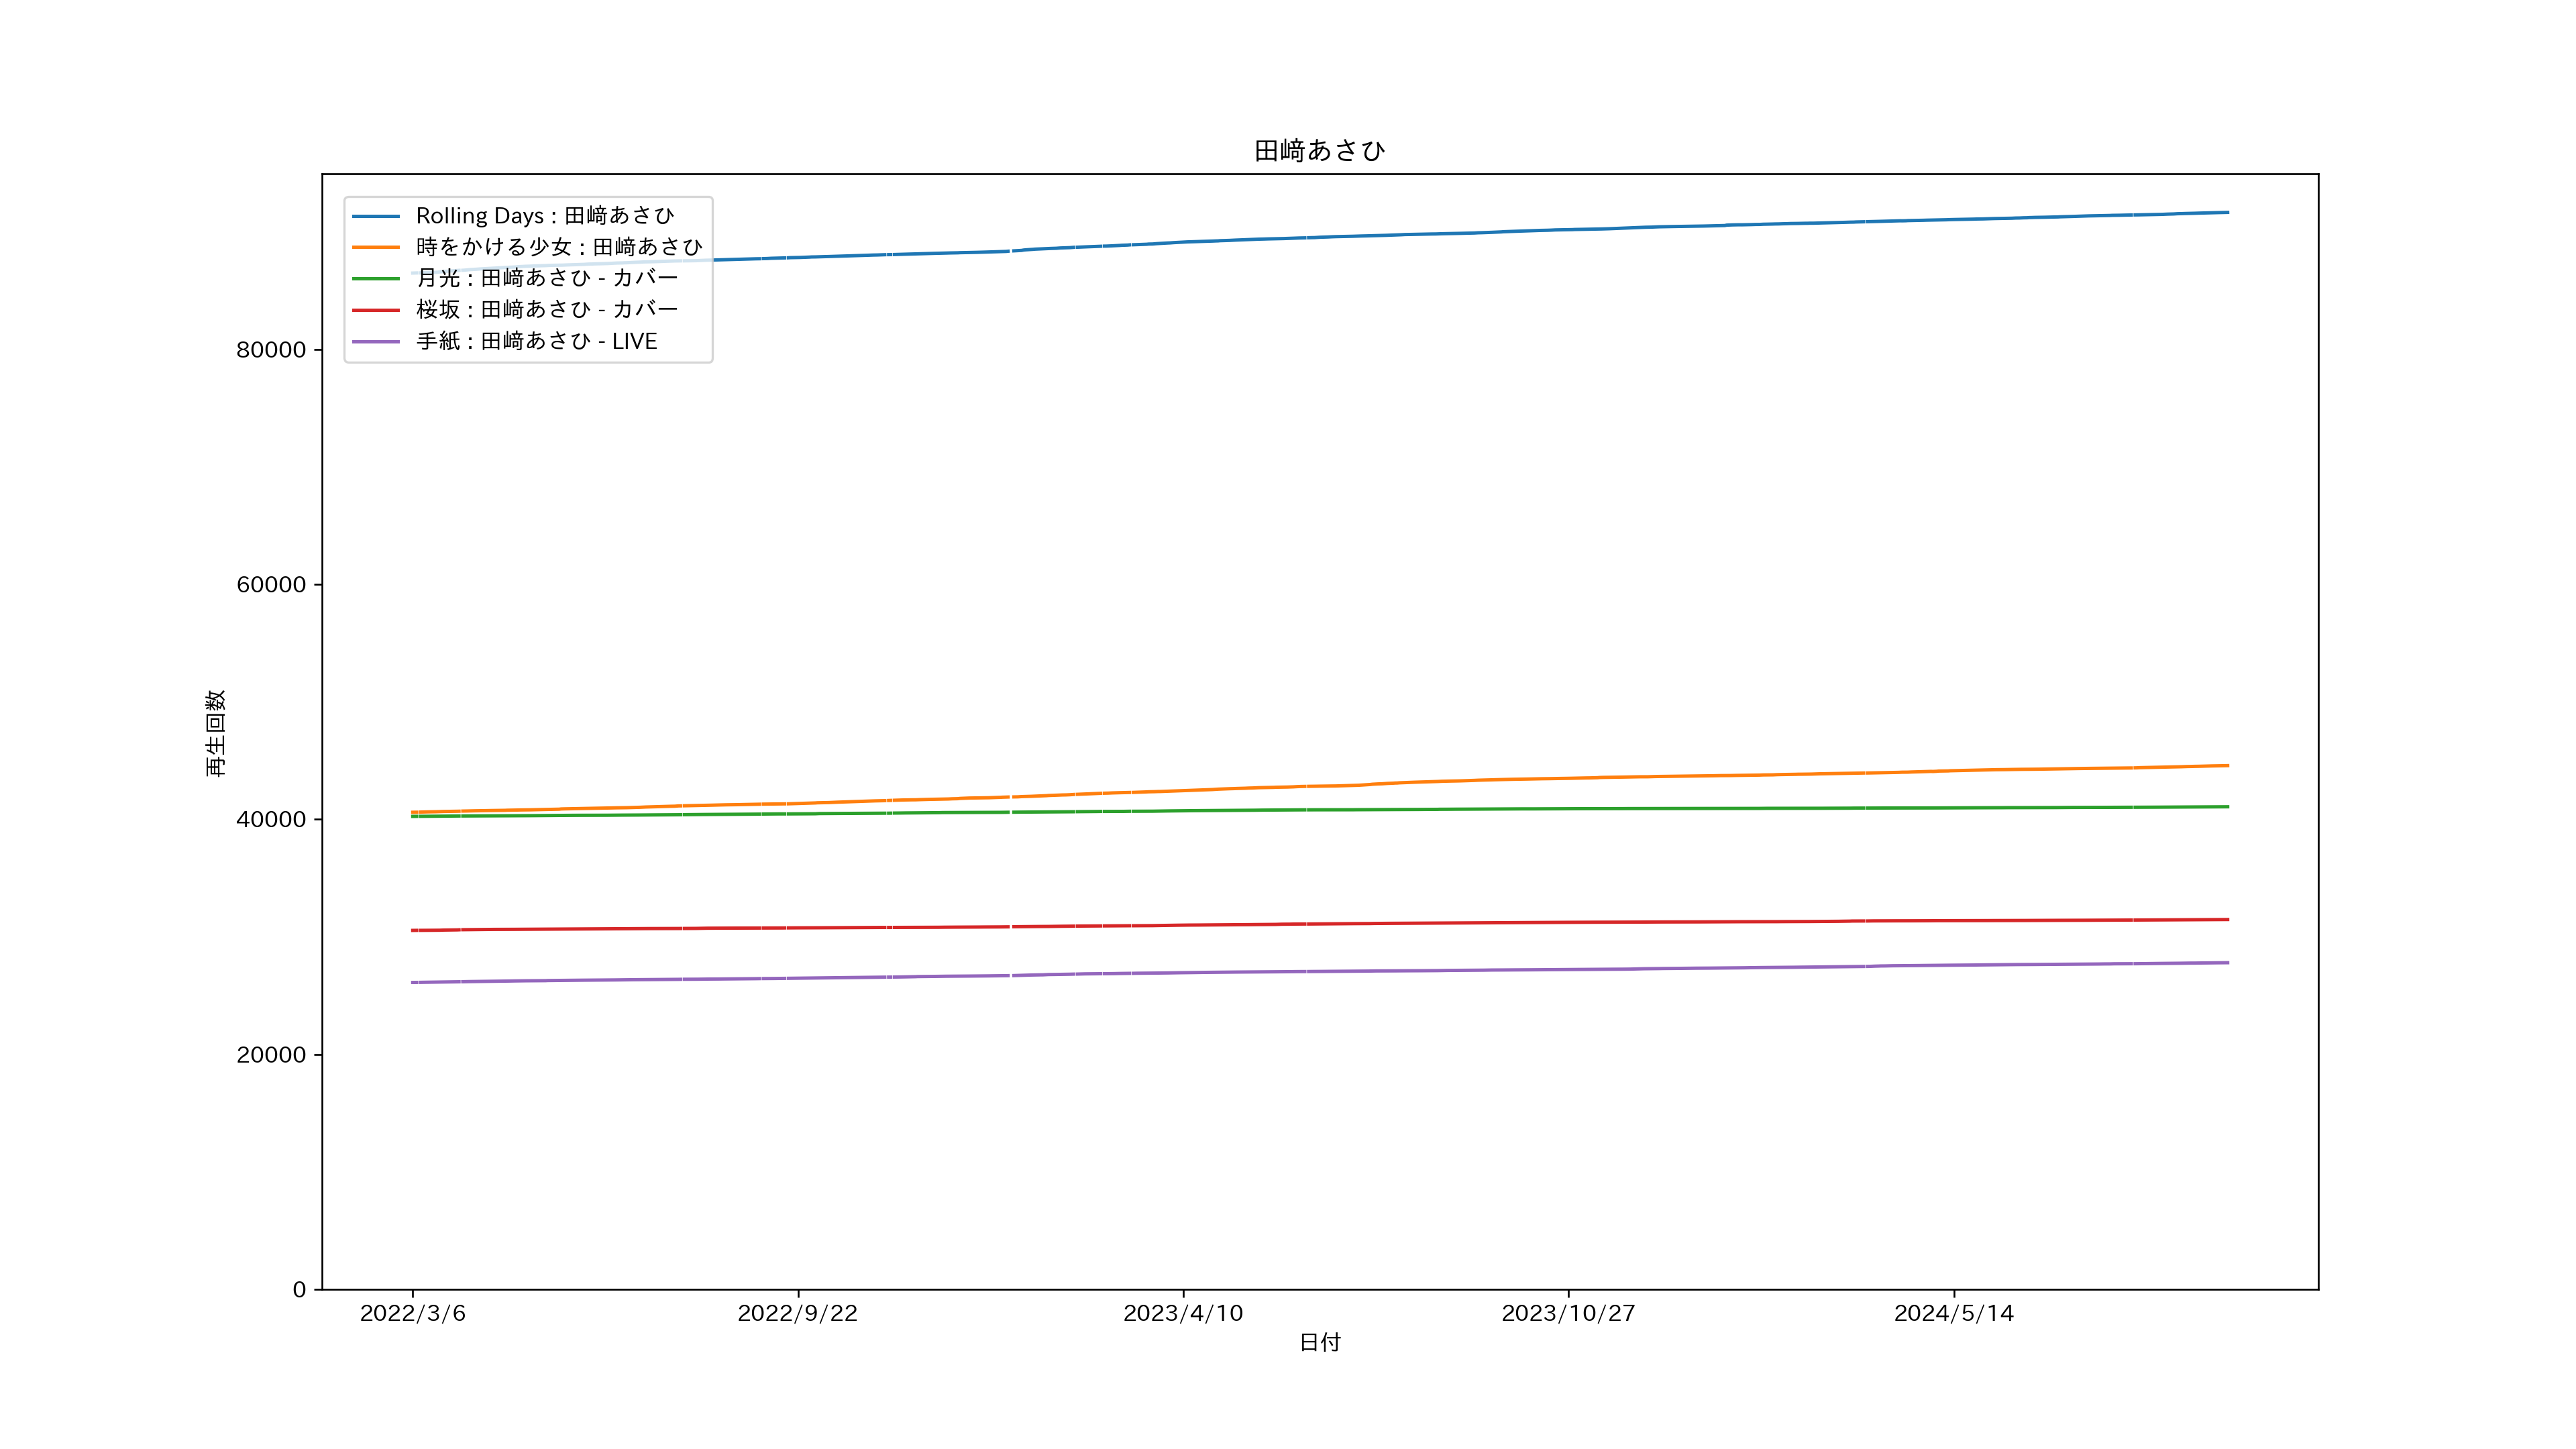 田﨑あさひ
Rolling Days : 田﨑あさひ
時をかける少女 : 田﨑あさひ
月光 : 田﨑あさひ - カバー
桜坂 : 田﨑あさひ - カバー
手紙 : 田﨑あさひ - LIVE
80000
60000
40000
20000
0
再生回数
2022/3/6
2022/9/22
2023/4/10
2023/10/27
2024/5/14
日付